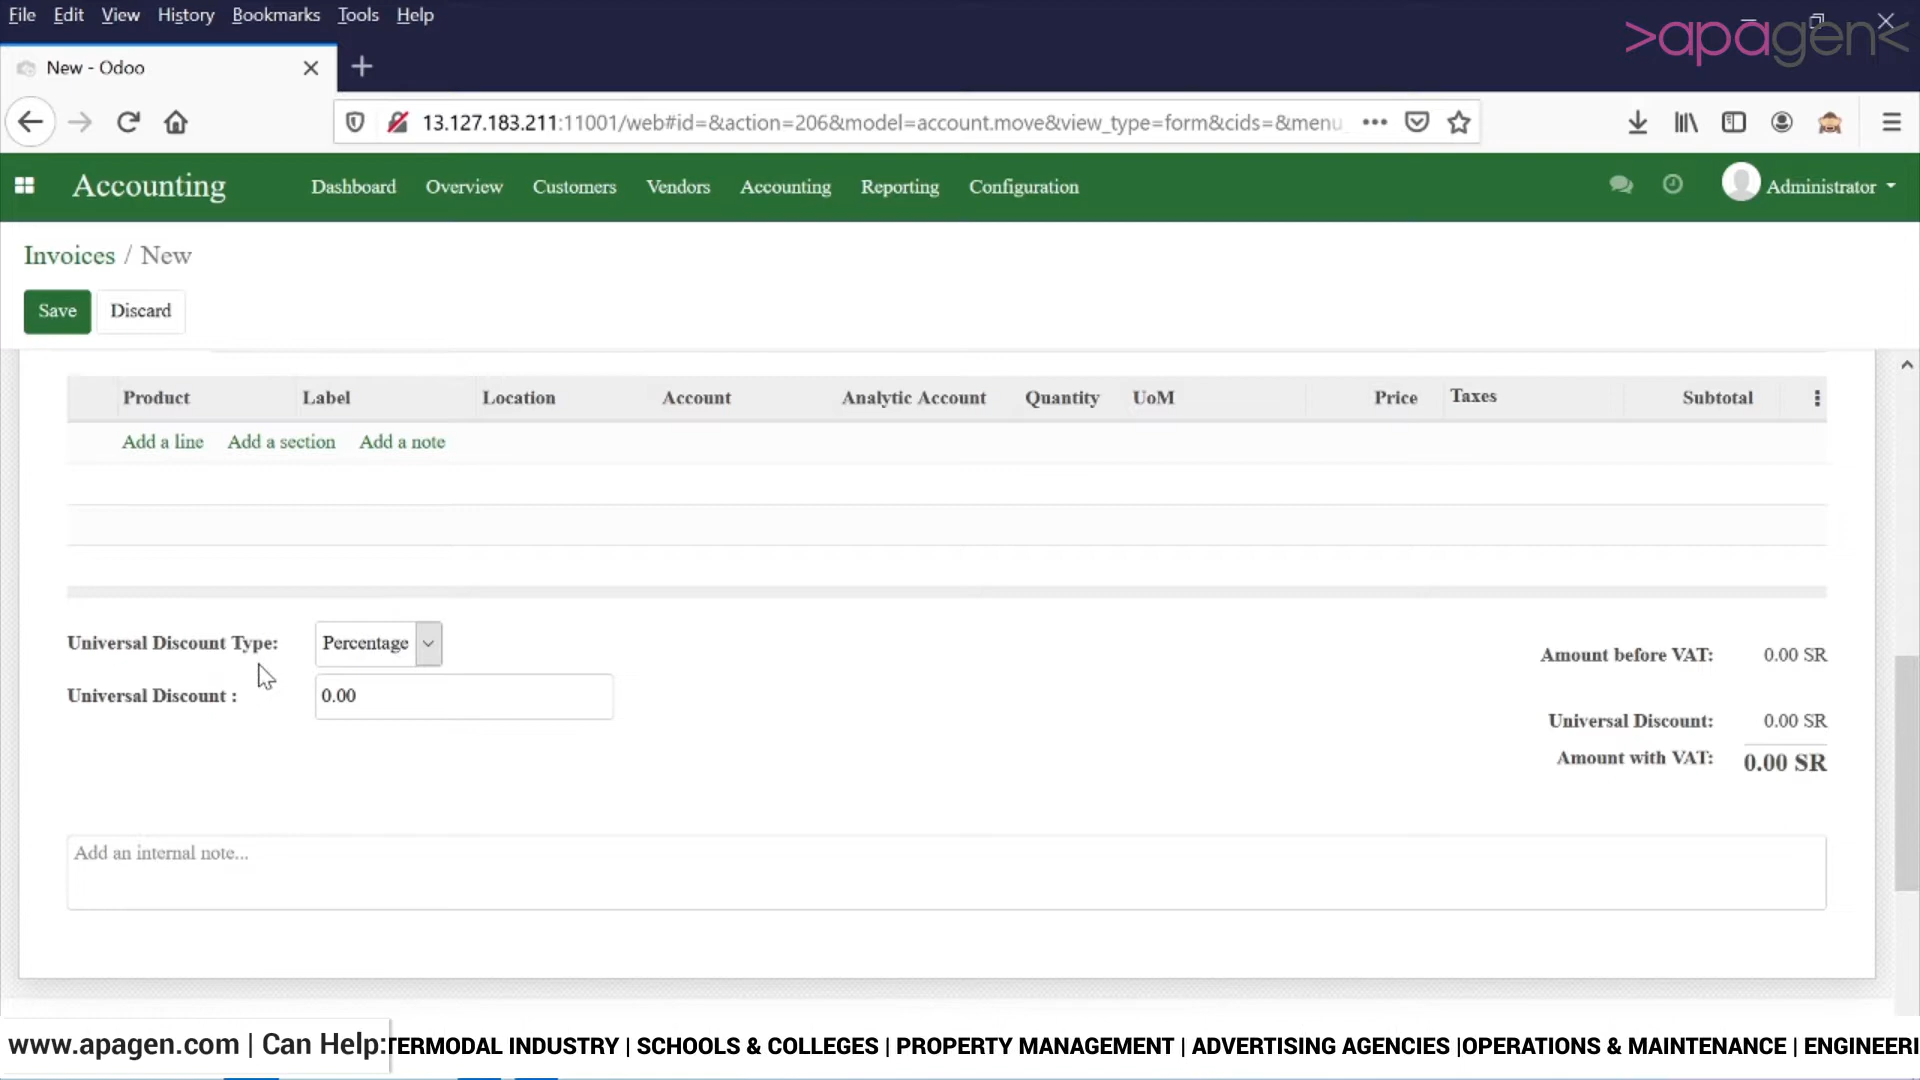 File Edit View History Bookmarks Tools Help
>apagen<
New - Odoo
13.127.183.211:11001/web#id=&action=206&model=account.move&view_type=form&cids=&menu_
Accounting Dashboard Overview Customers Vendors Accounting Reporting Configuration Administrator
Invoices / New
Save Discard
Product Label Location Account Analytic Account Quantity UoM Price Taxes Subtotal
Add a line Add a section Add a note
Universal Discount Type: Percentage
Universal Discount : 0.00
Amount before VAT: 0.00 SR
Universal Discount: 0.00 SR
Amount with VAT: 0.00 SR
Add an internal note...
www.apagen.com | Can Help: TERMODAL INDUSTRY | SCHOOLS & COLLEGES | PROPERTY MANAGEMENT | ADVERTISING AGENCIES |OPERATIONS & MAINTENANCE | ENGINEERI